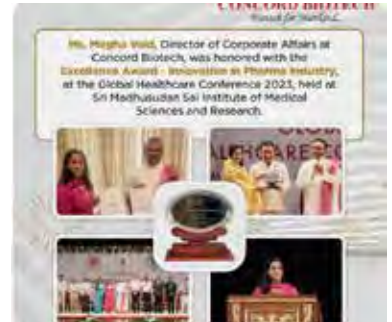 CONCORD BIOTECH
Ms. Megha Vaid, Director of Corporate Affairs at
Concord Biotech, was honored with the
Excellence Award - Innovation in Pharma Industry,
at the Global Healthcare Conference 2023, held at
Sri Madhusudan Sai Institute of Medical
Sciences and Research.
GLOBAL